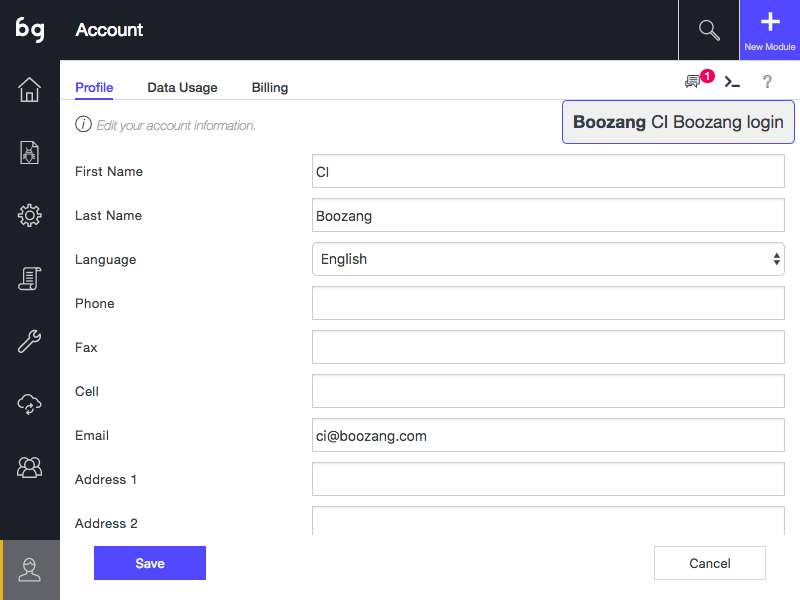 bg
Account
New Module
Profile
Data Usage
Billing
1
?
Edit your account information.
Boozang CI Boozang login
First Name
CI
Last Name
Boozang
Language
English
Phone
Fax
Cell
Email
ci@boozang.com
Address 1
Address 2
Save
Cancel